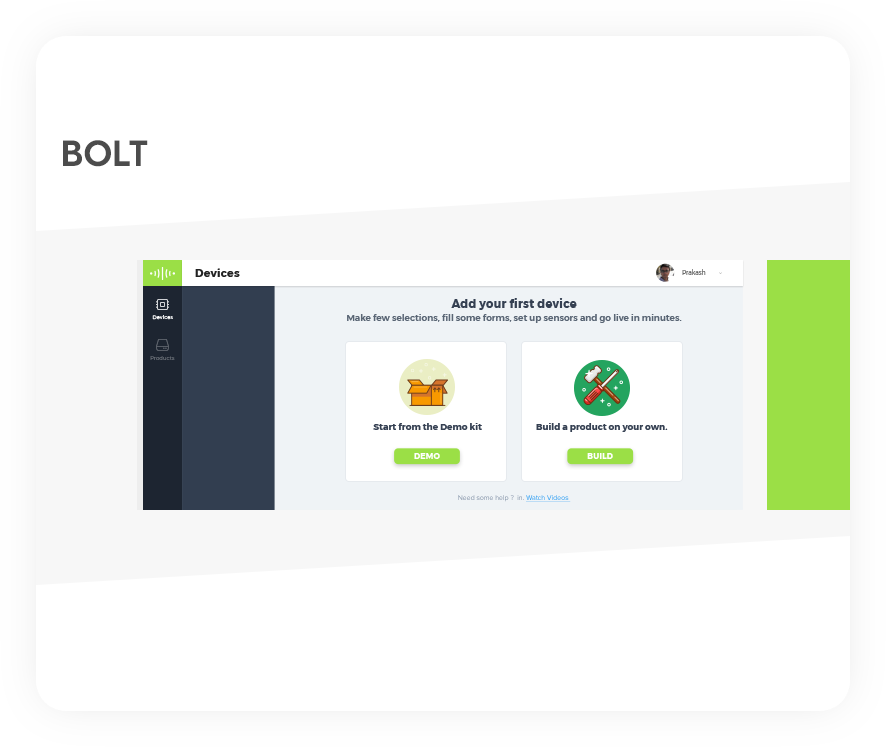 BOLT
Devices
Prakash
Devices
Products
Add your first device
Make few selections, fill some forms, set up sensors and go live in minutes.
Start from the Demo kit
Build a product on your own.
DEMO
BUILD
Need some help ? in. Watch Videos